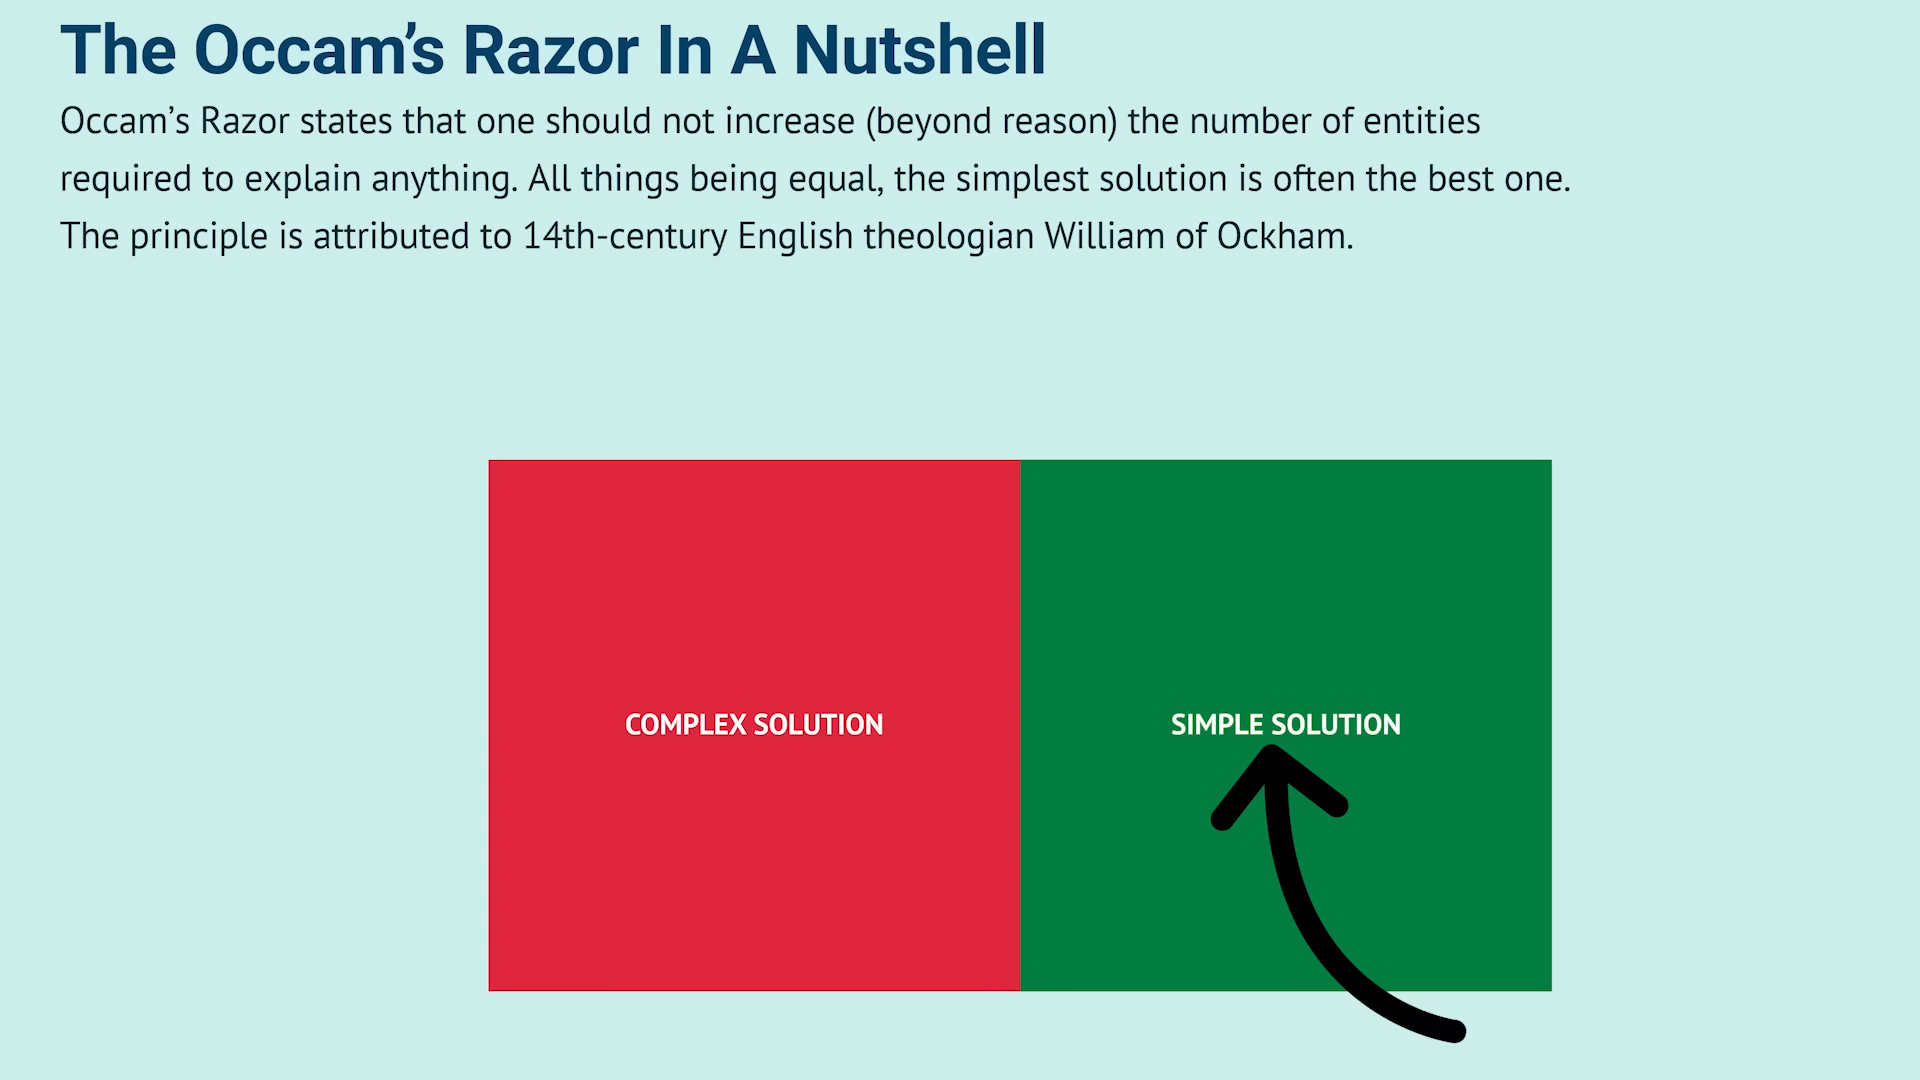 The Occam’s Razor In A Nutshell
Occam’s Razor states that one should not increase (beyond reason) the number of entities
required to explain anything. All things being equal, the simplest solution is often the best one.
The principle is attributed to 14th-century English theologian William of Ockham.
COMPLEX SOLUTION
SIMPLE SOLUTION